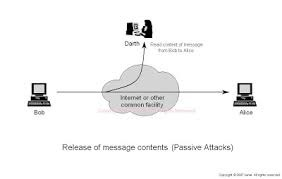 Darth
Read content of message
from Bob to Alice
Internet or other
common facility
Bob
Alice
Release of message contents (Passive Attacks)